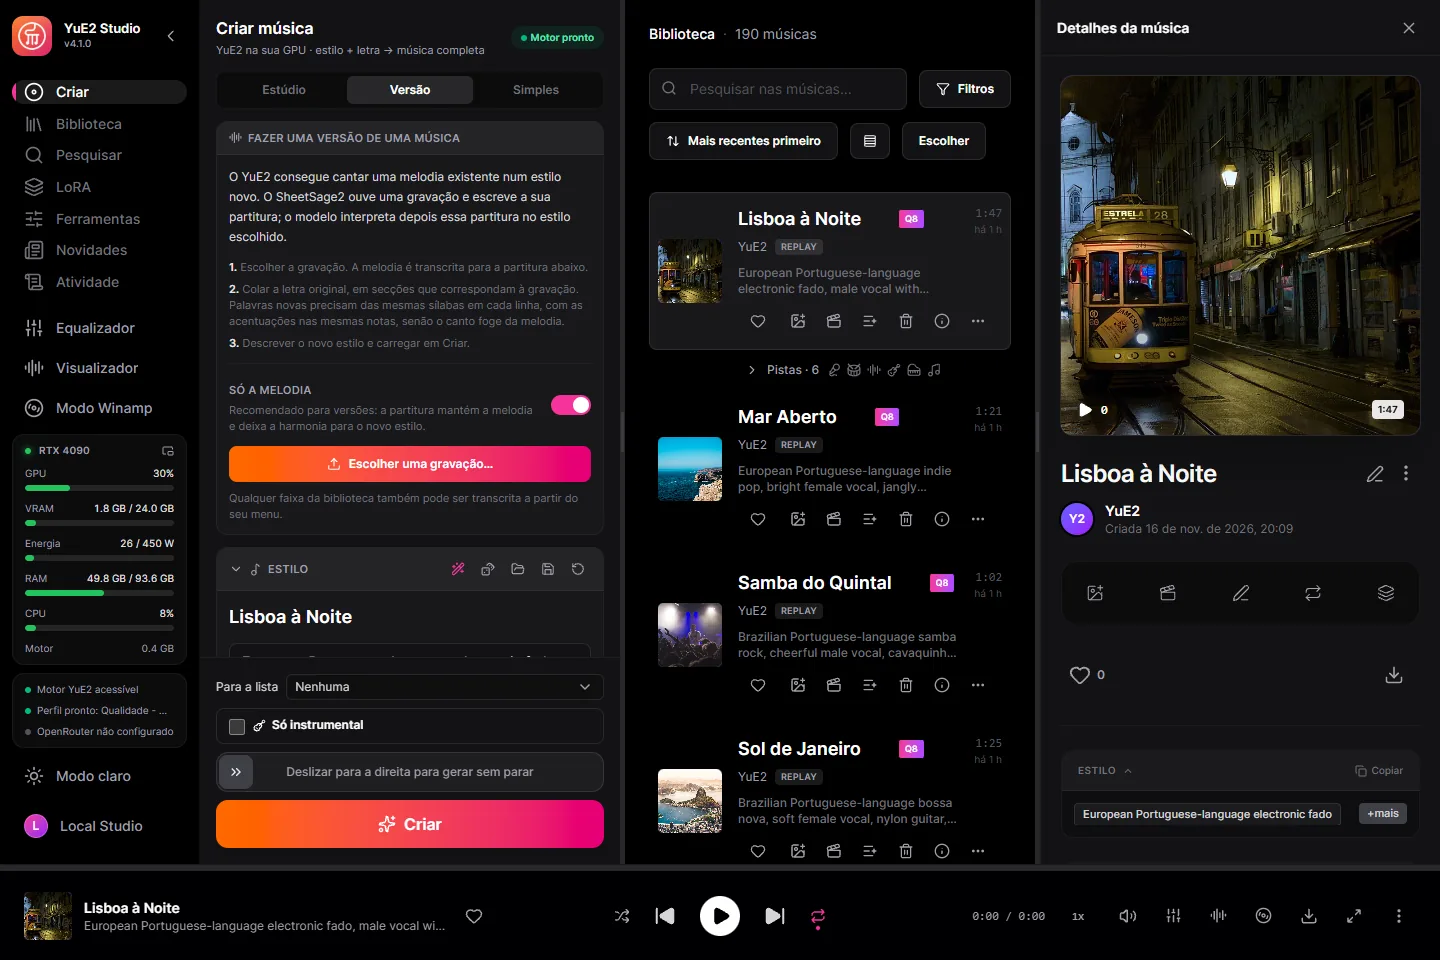 YuE2 Studio
v4.1.0
Criar
Biblioteca
Pesquisar
LoRA
Ferramentas
Novidades
Atividade
Equalizador
Visualizador
Modo Winamp
RTX 4090
GPU 30%
VRAM 1.8 GB / 24.0 GB
Energia 26 / 450 W
RAM 49.8 GB / 93.6 GB
CPU 8%
Motor 0.4 GB
Motor YuE2 acessível
Perfil pronto: Qualidade - ...
OpenRouter não configurado
Modo claro
L Local Studio
Criar música
YuE2 na sua GPU · estilo + letra → música completa
Motor pronto
Estúdio Versão Simples
FAZER UMA VERSÃO DE UMA MÚSICA
O YuE2 consegue cantar uma melodia existente num estilo
novo. O SheetSage2 ouve uma gravação e escreve a sua
partitura; o modelo interpreta depois essa partitura no estilo
escolhido.
1. Escolher a gravação. A melodia é transcrita para a partitura abaixo.
2. Colar a letra original, em secções que correspondam à gravação.
Palavras novas precisam das mesmas sílabas em cada linha, com as
acentuações nas mesmas notas, senão o canto foge da melodia.
3. Descrever o novo estilo e carregar em Criar.
SÓ A MELODIA
Recomendado para versões: a partitura mantém a melodia
e deixa a harmonia para o novo estilo.
Escolher uma gravação...
Qualquer faixa da biblioteca também pode ser transcrita a partir do
seu menu.
ESTILO
Lisboa à Noite
Para a lista Nenhuma
Só instrumental
Deslizar para a direita para gerar sem parar
Criar
Biblioteca · 190 músicas
Pesquisar nas músicas...
Filtros
Mais recentes primeiro
Escolher
Lisboa à Noite Q8 1:47
há 1 h
YuE2 REPLAY
European Portuguese-language
electronic fado, male vocal with...
Pistas · 6
Mar Aberto Q8 1:21
há 1 h
YuE2 REPLAY
European Portuguese-language indie
pop, bright female vocal, jangly...
Samba do Quintal Q8 1:02
há 1 h
YuE2 REPLAY
Brazilian Portuguese-language samba
rock, cheerful male vocal, cavaquinh...
Sol de Janeiro Q8 1:25
há 1 h
YuE2 REPLAY
Brazilian Portuguese-language bossa
nova, soft female vocal, nylon guitar,...
Detalhes da música
ESTRELA 28
0
1:47
Lisboa à Noite
Y2 YuE2
Criada 16 de nov. de 2026, 20:09
0
ESTILO
Copiar
European Portuguese-language electronic fado
+mais
Lisboa à Noite
European Portuguese-language electronic fado, male vocal wi...
0:00 / 0:00
1x